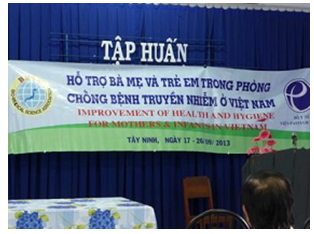 TẬP HUẤN
HỖ TRỢ BÀ MẸ VÀ TRẺ EM TRONG PHÒNG
CHỐNG BỆNH TRUYỀN NHIỄM Ở VIỆT NAM
IMPROVEMENT OF HEALTH AND HYGIENE
FOR MOTHERS & INFANTS IN VIETNAM
TÂY NINH, NGÀY 17 - 20/09/2013